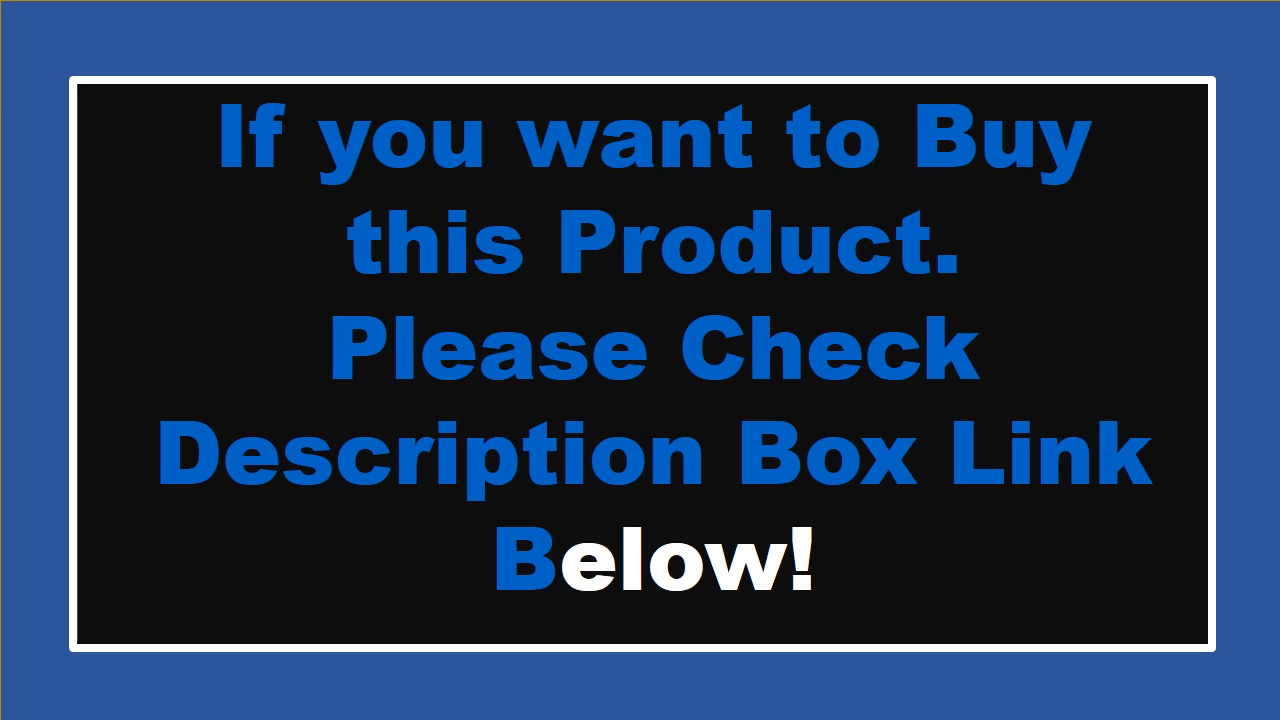 If you want to Buy
this Product.
Please Check
Description Box Link
Below!